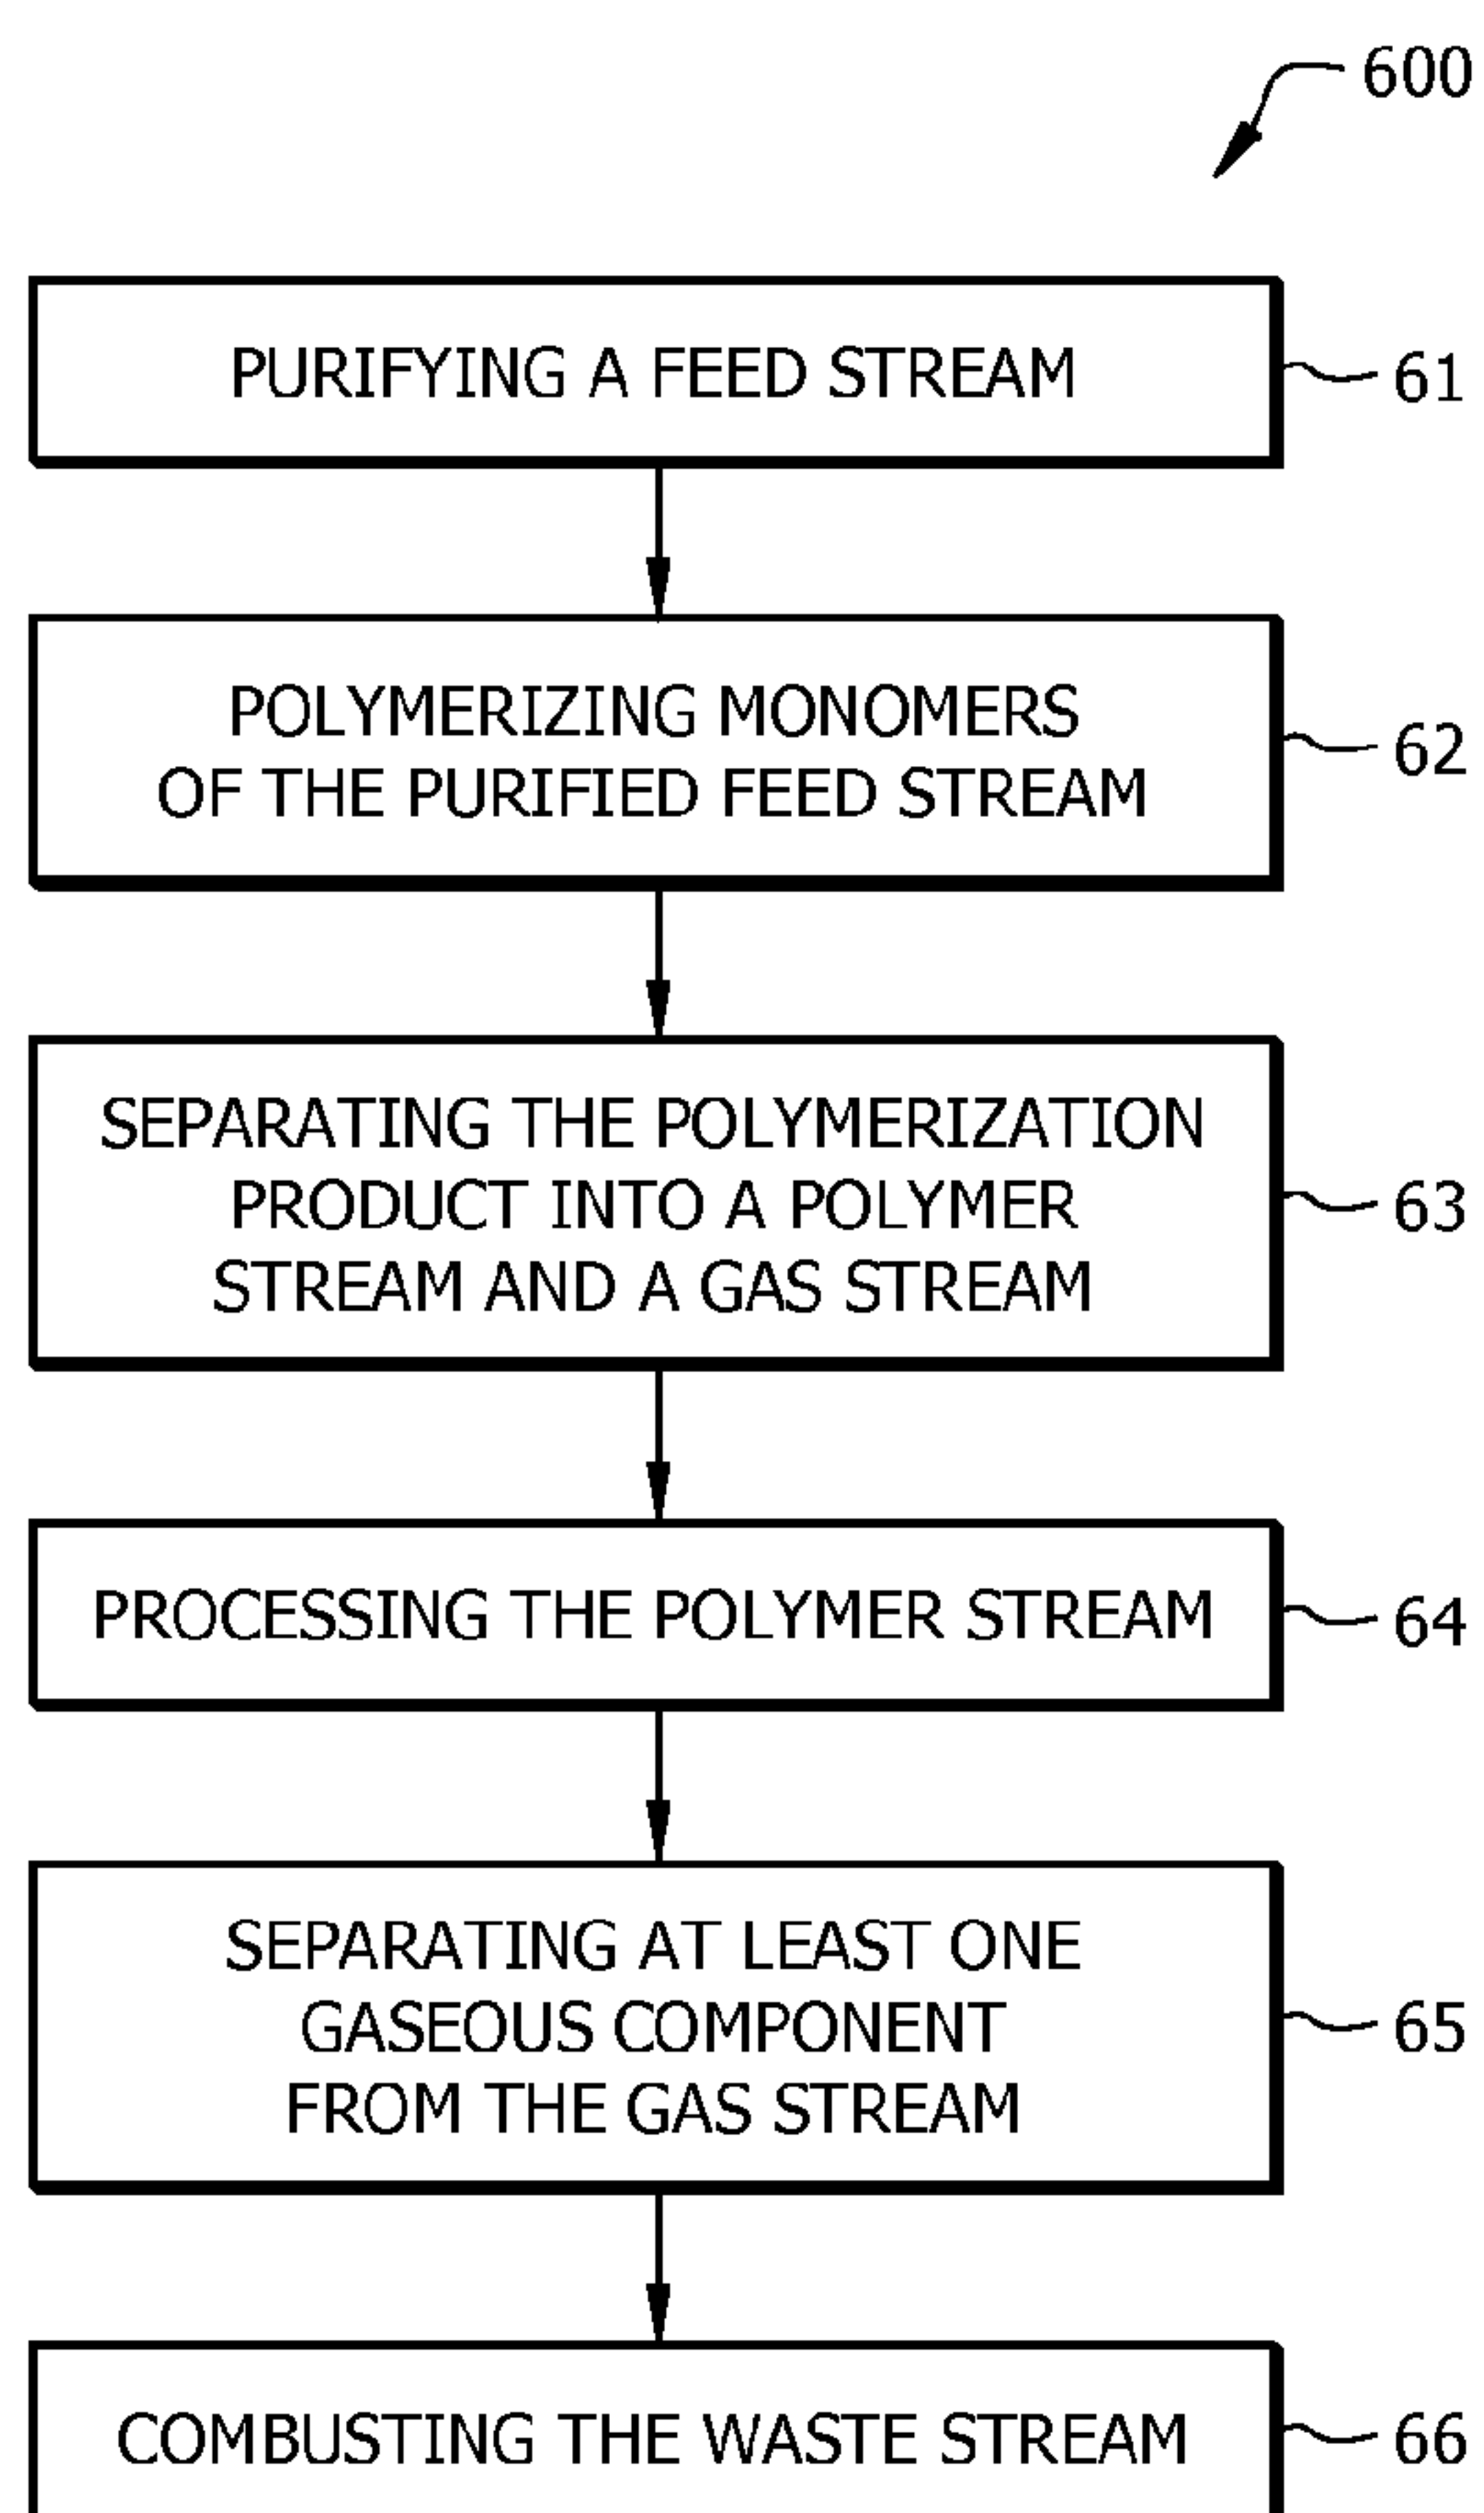 600
PURIFYING A FEED STREAM
61
POLYMERIZING MONOMERS
OF THE PURIFIED FEED STREAM
62
SEPARATING THE POLYMERIZATION
PRODUCT INTO A POLYMER
STREAM AND A GAS STREAM
63
PROCESSING THE POLYMER STREAM
64
SEPARATING AT LEAST ONE
GASEOUS COMPONENT
FROM THE GAS STREAM
65
COMBUSTING THE WASTE STREAM
66